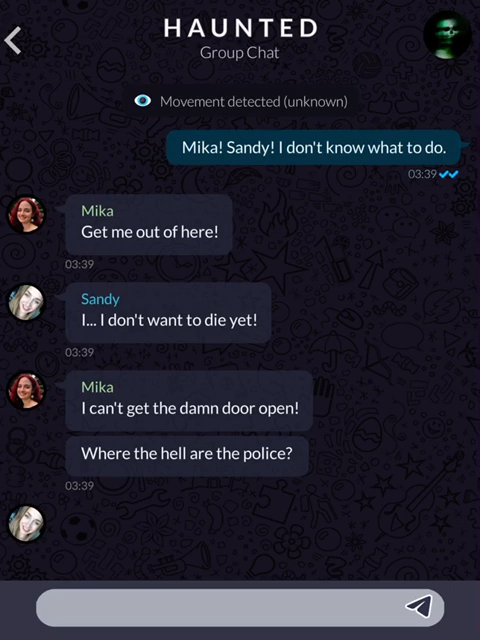 HAUNTED
Group Chat
Movement detected (unknown)
Mika! Sandy! I don't know what to do.
03:39
Mika
Get me out of here!
03:39
Sandy
I... I don't want to die yet!
03:39
Mika
I can't get the damn door open!
Where the hell are the police?
03:39